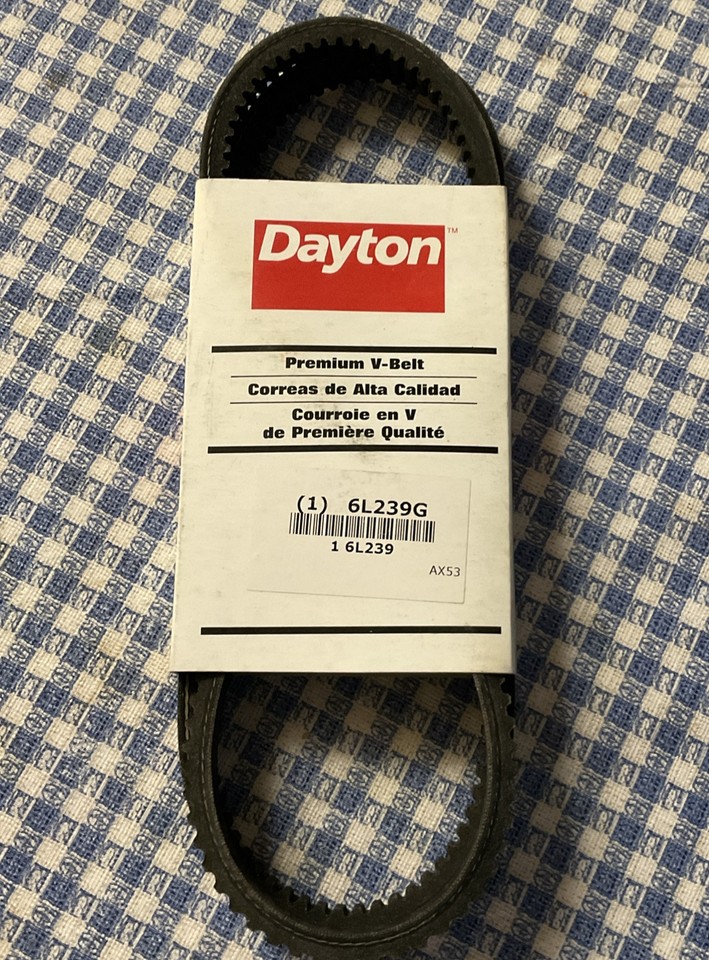 Dayton™
Premium V-Belt
Correas de Alta Calidad
Courroie en V
de Première Qualité
(1) 6L239G
1 6L239
AX53